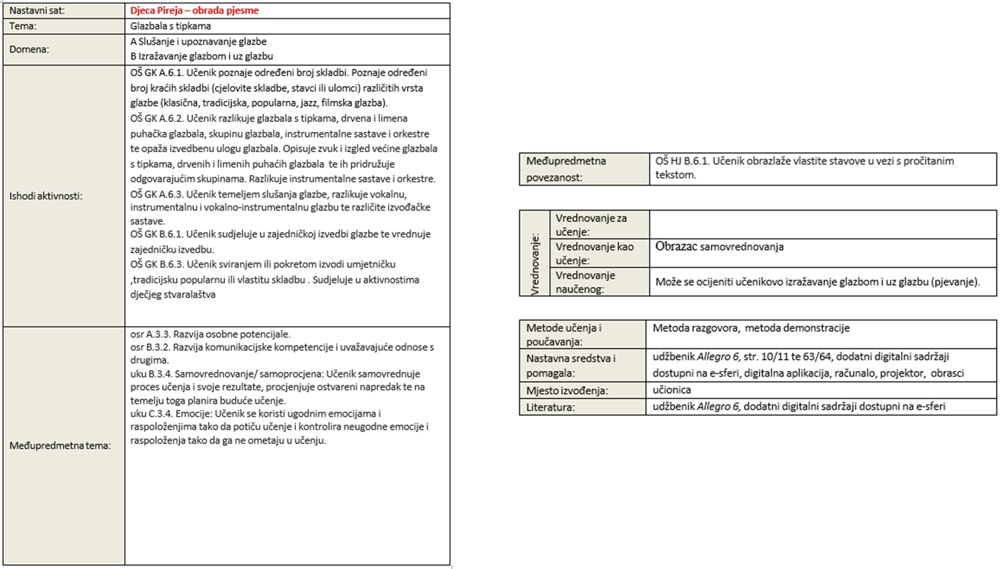 Nastavni sat:
Djeca Pireja – obrada pjesme
Tema:
Glazbala s tipkama
Domena:
A Slušanje i upoznavanje glazbe
B Izražavanje glazbom i uz glazbu
Ishodi aktivnosti:
OŠ GK A.6.1. Učenik poznaje određeni broj skladbi. Poznaje određeni
broj kraćih skladbi (cjelovite skladbe, stavci ili ulomci) različitih vrsta
glazbe (klasična, tradicijska, popularna, jazz, filmska glazba).
OŠ GK A.6.2. Učenik razlikuje glazbala s tipkama, drvena i limena
puhačka glazbala, skupinu glazbala, instrumentalne sastave i orkestre
te opaža izvedbenu ulogu glazbala. Opisuje zvuk i izgled većine glazbala
s tipkama, drvenih i limenih puhaćih glazbala te ih pridružuje
odgovarajućim skupinama. Razlikuje instrumentalne sastave i orkestre.
OŠ GK A.6.3. Učenik temeljem slušanja glazbe, razlikuje vokalnu,
instrumentalnu i vokalno-instrumentalnu glazbu te različite izvođačke
sastave.
OŠ GK B.6.1. Učenik sudjeluje u zajedničkoj izvedbi glazbe te vrednuje
zajedničku izvedbu.
OŠ GK B.6.3. Učenik sviranjem ili pokretom izvodi umjetničku
,tradicijsku popularnu ili vlastitu skladbu . Sudjeluje u aktivnostima
dječjeg stvaralaštva
Međupredmetna tema:
osr A.3.3. Razvija osobne potencijale.
osr B.3.2. Razvija komunikacijske kompetencije i uvažavajuće odnose s
drugima.
uku B.3.4. Samovrednovanje/ samoprocjena: Učenik samovrednuje
proces učenja i svoje rezultate, procjenjuje ostvareni napredak te na
temelju toga planira buduće učenje.
uku C.3.4. Emocije: Učenik se koristi ugodnim emocijama i
raspoloženjima tako da potiču učenje i kontrolira neugodne emocije i
raspoloženja tako da ga ne ometaju u učenju.
Međupredmetna
povezanost:
OŠ HJ B.6.1. Učenik obrazlaže vlastite stavove u vezi s pročitanim
tekstom.
Vrednovanje:
Vrednovanje za
učenje:
Vrednovanje kao
učenje:
Obrazac samovrednovanja
Vrednovanje
naučenog:
Može se ocijeniti učenikovo izražavanje glazbom i uz glazbu (pjevanje).
Metode učenja i
poučavanja:
Metoda razgovora, metoda demonstracije
Nastavna sredstva i
pomagala:
udžbenik Allegro 6, str. 10/11 te 63/64, dodatni digitalni sadržaji
dostupni na e-sferi, digitalna aplikacija, računalo, projektor, obrasci
Mjesto izvođenja:
učionica
Literatura:
udžbenik Allegro 6, dodatni digitalni sadržaji dostupni na e-sferi